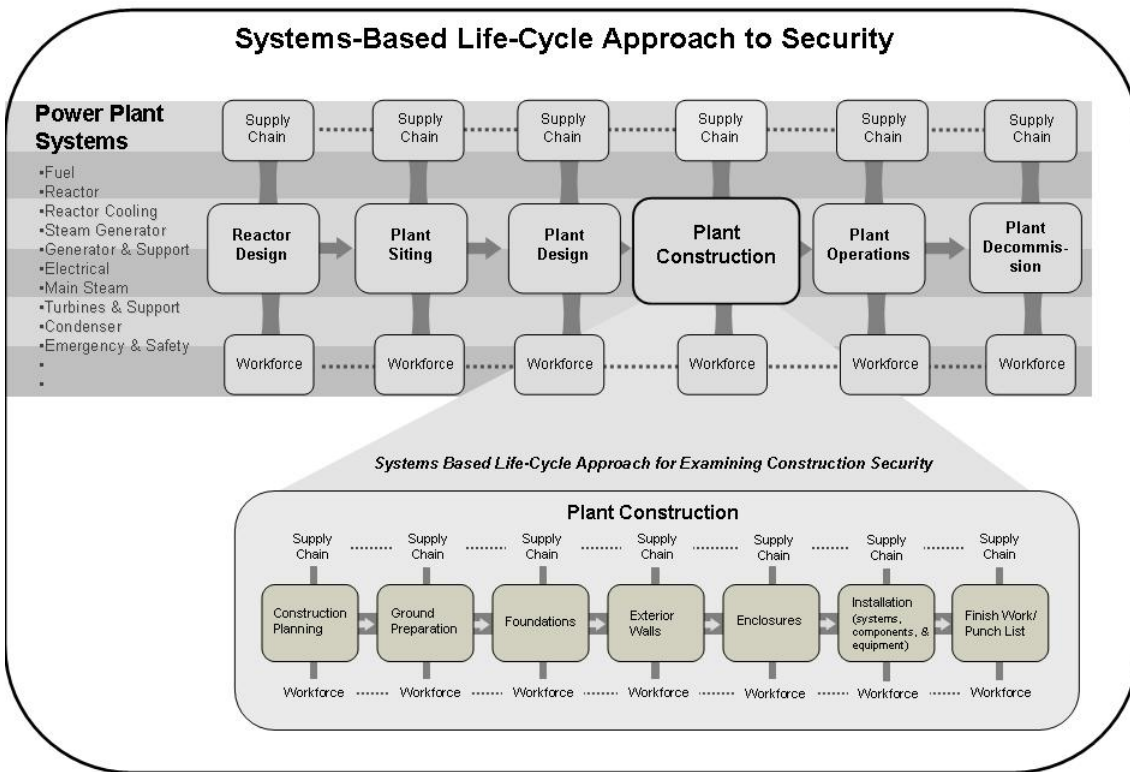 Systems-Based Life-Cycle Approach to Security
Power Plant
Systems
▪Fuel
▪Reactor
▪Reactor Cooling
▪Steam Generator
▪Generator & Support
▪Electrical
▪Main Steam
▪Turbines & Support
▪Condenser
▪Emergency & Safety
▪
▪
Supply
Chain
Supply
Chain
Supply
Chain
Supply
Chain
Supply
Chain
Supply
Chain
Reactor
Design
Plant
Siting
Plant
Design
Plant
Construction
Plant
Operations
Plant
Decommis-
sion
Workforce
Workforce
Workforce
Workforce
Workforce
Workforce
Systems Based Life-Cycle Approach for Examining Construction Security
Plant Construction
Supply
Chain
Supply
Chain
Supply
Chain
Supply
Chain
Supply
Chain
Supply
Chain
Supply
Chain
Construction
Planning
Ground
Preparation
Foundations
Exterior
Walls
Enclosures
Installation
(systems,
components, &
equipment)
Finish Work/
Punch List
Workforce
Workforce
Workforce
Workforce
Workforce
Workforce
Workforce